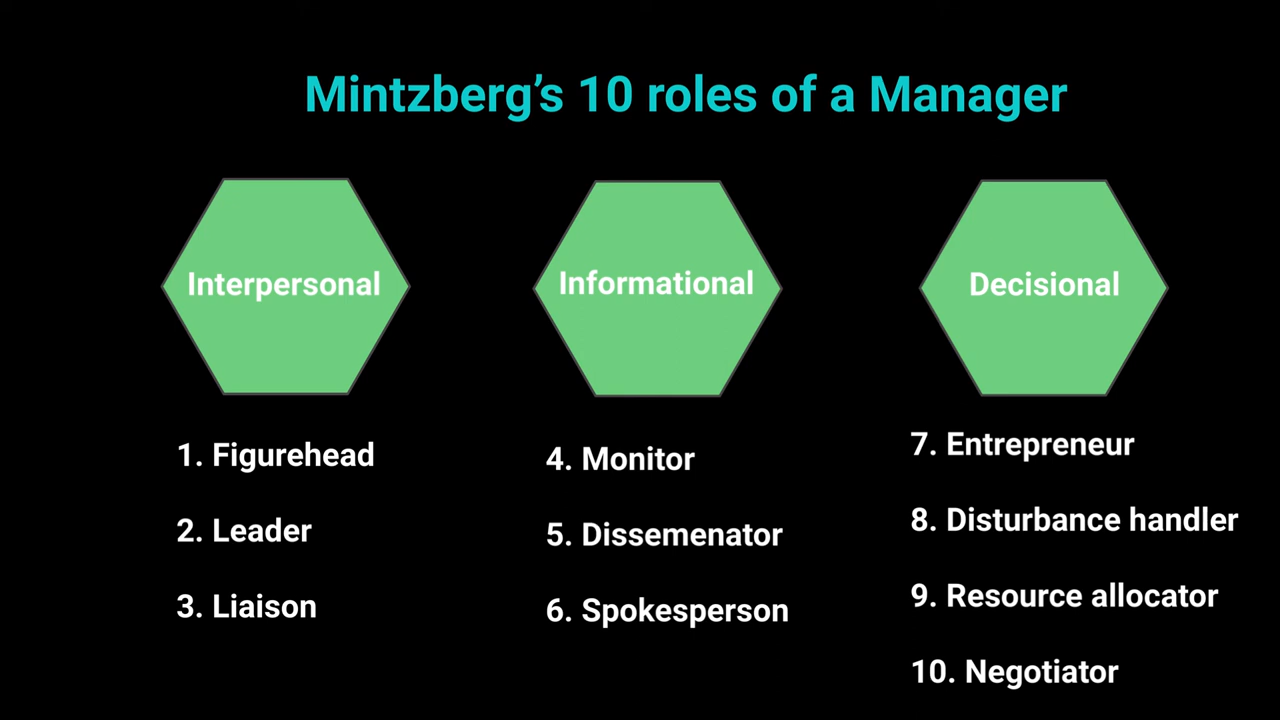 Mintzberg’s 10 roles of a Manager
Interpersonal
1. Figurehead
2. Leader
3. Liaison
Informational
4. Monitor
5. Dissemenator
6. Spokesperson
Decisional
7. Entrepreneur
8. Disturbance handler
9. Resource allocator
10. Negotiator